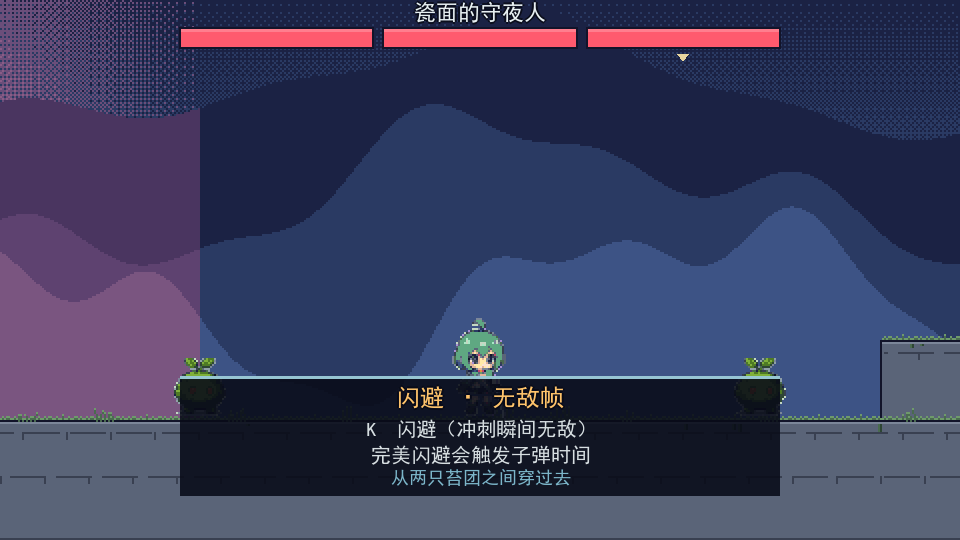 瓷面的守夜人
闪避 · 无敌帧
K 闪避（冲刺瞬间无敌）
完美闪避会触发子弹时间
从两只苔团之间穿过去